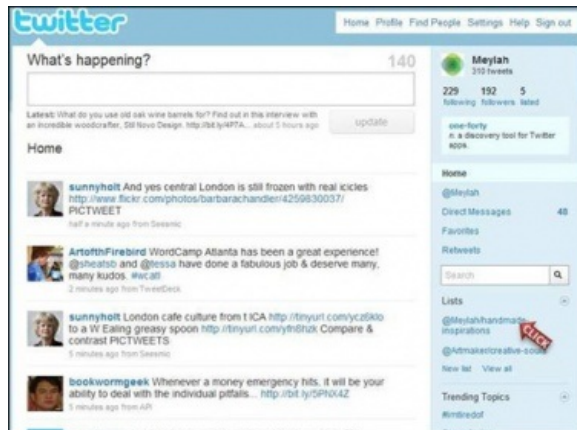 twitter
Home Profile Find People Settings Help Sign out
What's happening?
140
Latest: What do you use old oak wine barrels for? Find out in this interview with
an incredible woodcrafter, Stil Novo Design. http://bit.ly/4P7A... about 5 hours ago
update
Home
sunnyholt And yes central London is still frozen with real icicles
http://www.flickr.com/photos/barbarachandler/4259830037/
PICTWEET
half a minute ago from Seesmic
ArtofthFirebird WordCamp Atlanta has been a great experience!
@sheatsb and @tessa have done a fabulous job & deserve many,
many kudos. #wcatl
2 minutes ago from TweetDeck
sunnyholt London cafe culture from t ICA http://tinyurl.com/ycz6klo
to a W Ealing greasy spoon http://tinyurl.com/yfn6hzk Compare &
contrast PICTWEETS
5 minutes ago from Seesmic
bookwormgeek Whenever a money emergency hits, it will be your
ability to deal with the individual pitfalls... http://bit.ly/5PNX4Z
5 minutes ago from API
Meylah
310 tweets
229 192 5
following followers listed
one-forty
n. a discovery tool for Twitter
apps.
Home
@Meylah
Direct Messages 40
Favorites
Retweets
Search
Lists
@Meylah/handmade-
inspirations
CLICK
@Artmaker/creative-souls
New list View all
Trending Topics
#imtiredof